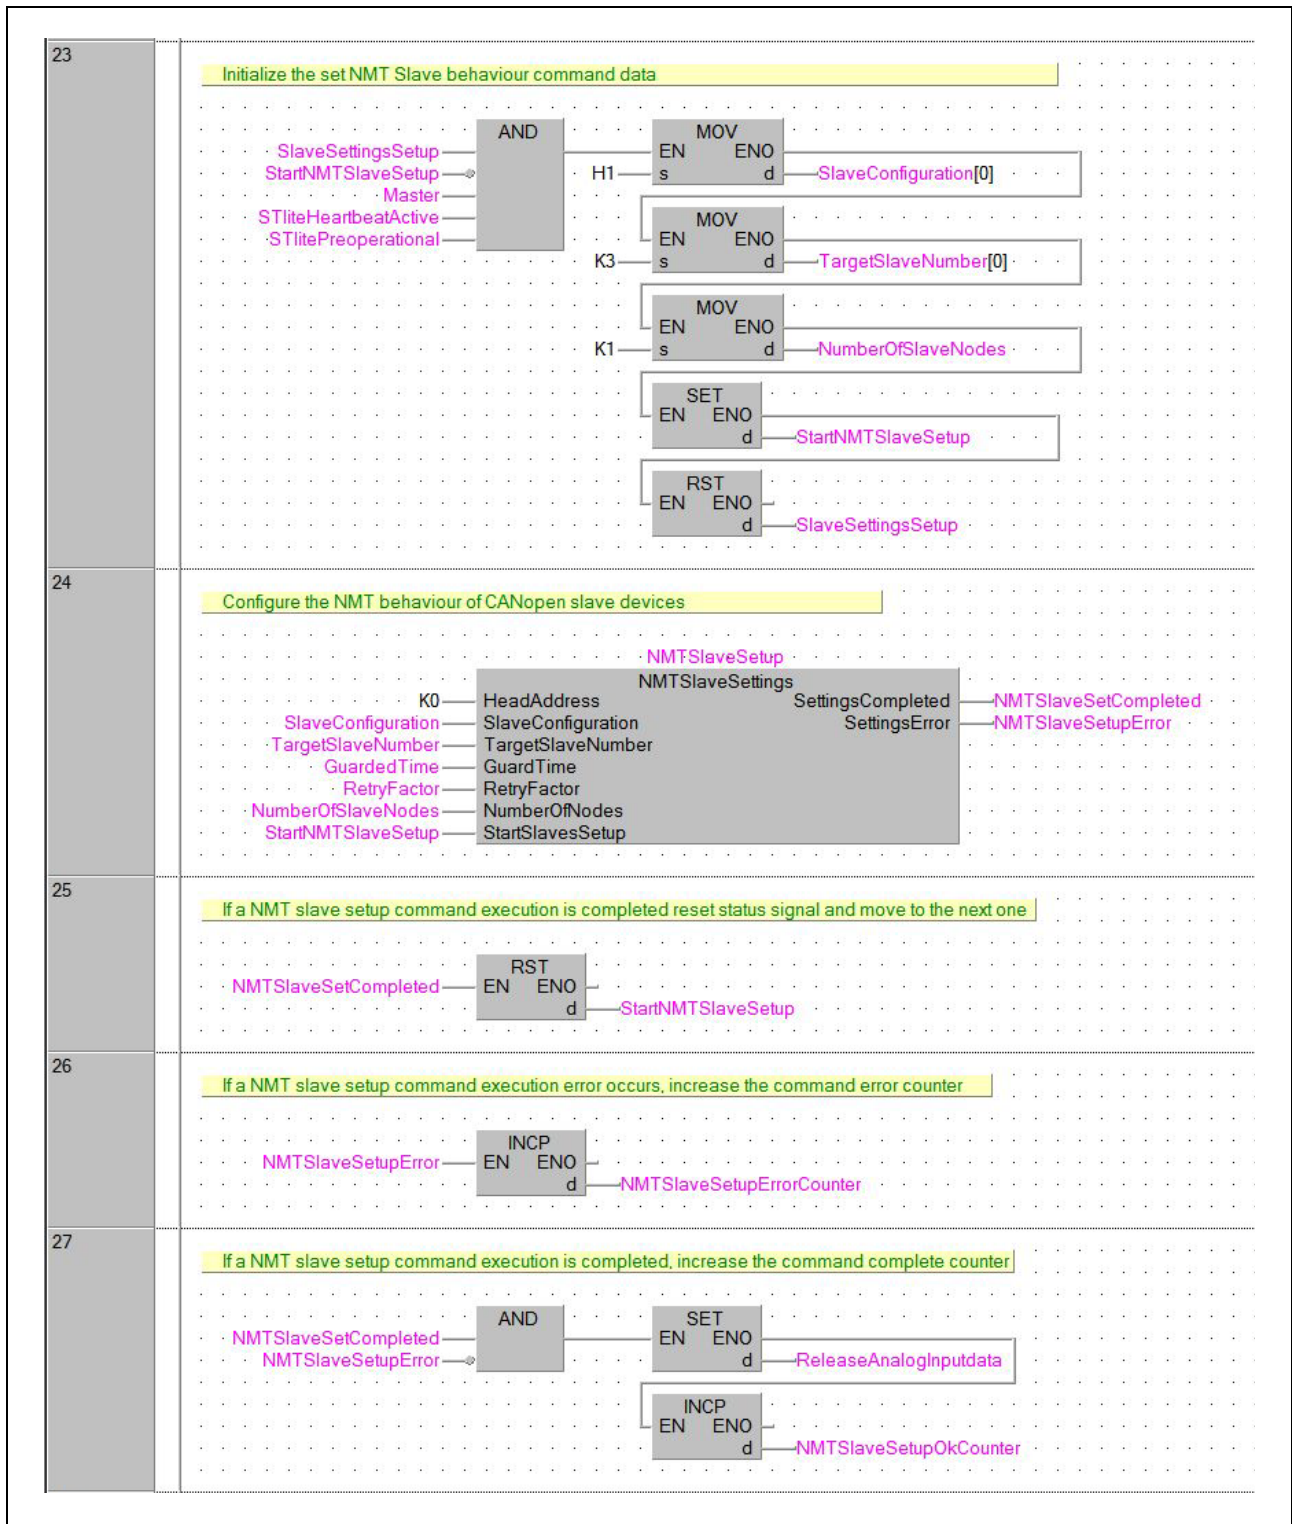 23
Initialize the set NMT Slave behaviour command data
AND MOV
SlaveSettingsSetup EN ENO
StartNMTSlaveSetup H1 s d SlaveConfiguration[0]
Master
STliteHeartbeatActive MOV
STlitePreoperational EN ENO
K3 s d TargetSlaveNumber[0]
MOV
EN ENO
K1 s d NumberOfSlaveNodes
SET
EN ENO
d StartNMTSlaveSetup
RST
EN ENO
d SlaveSettingsSetup
24
Configure the NMT behaviour of CANopen slave devices
NMTSlaveSetup
NMTSlaveSettings
K0 HeadAddress SettingsCompleted NMTSlaveSetCompleted
SlaveConfiguration SlaveConfiguration SettingsError NMTSlaveSetupError
TargetSlaveNumber TargetSlaveNumber
GuardedTime GuardTime
RetryFactor RetryFactor
NumberOfSlaveNodes NumberOfNodes
StartNMTSlaveSetup StartSlavesSetup
25
If a NMT slave setup command execution is completed reset status signal and move to the next one
RST
NMTSlaveSetCompleted EN ENO
d StartNMTSlaveSetup
26
If a NMT slave setup command execution error occurs, increase the command error counter
INCP
NMTSlaveSetupError EN ENO
d NMTSlaveSetupErrorCounter
27
If a NMT slave setup command execution is completed, increase the command complete counter
AND SET
NMTSlaveSetCompleted EN ENO
NMTSlaveSetupError d ReleaseAnalogInputdata
INCP
EN ENO
d NMTSlaveSetupOkCounter